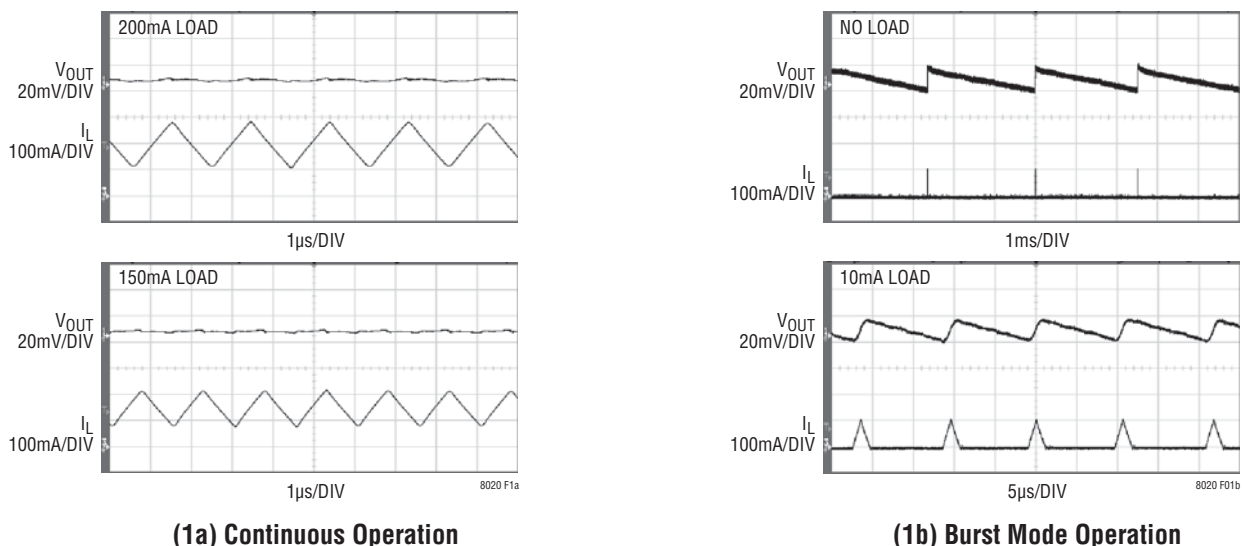 200mA LOAD
VOUT
20mV/DIV
IL
100mA/DIV
1µs/DIV
150mA LOAD
VOUT
20mV/DIV
IL
100mA/DIV
1µs/DIV
8020 F1a
(1a) Continuous Operation
NO LOAD
VOUT
20mV/DIV
IL
100mA/DIV
1ms/DIV
10mA LOAD
VOUT
20mV/DIV
IL
100mA/DIV
5µs/DIV
8020 F01b
(1b) Burst Mode Operation